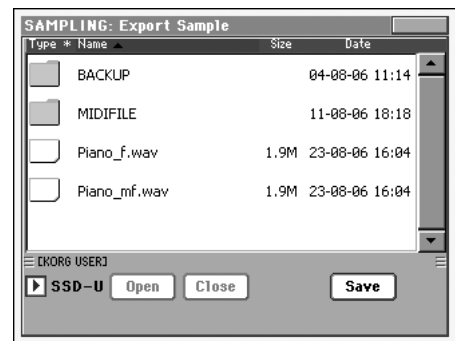 SAMPLING: Export Sample
Type * Name Size Date
BACKUP 04-08-06 11:14
MIDIFILE 11-08-06 18:18
Piano_f.wav 1.9M 23-08-06 16:04
Piano_mf.wav 1.9M 23-08-06 16:04
[KORG USER]
SSD-U Open Close Save